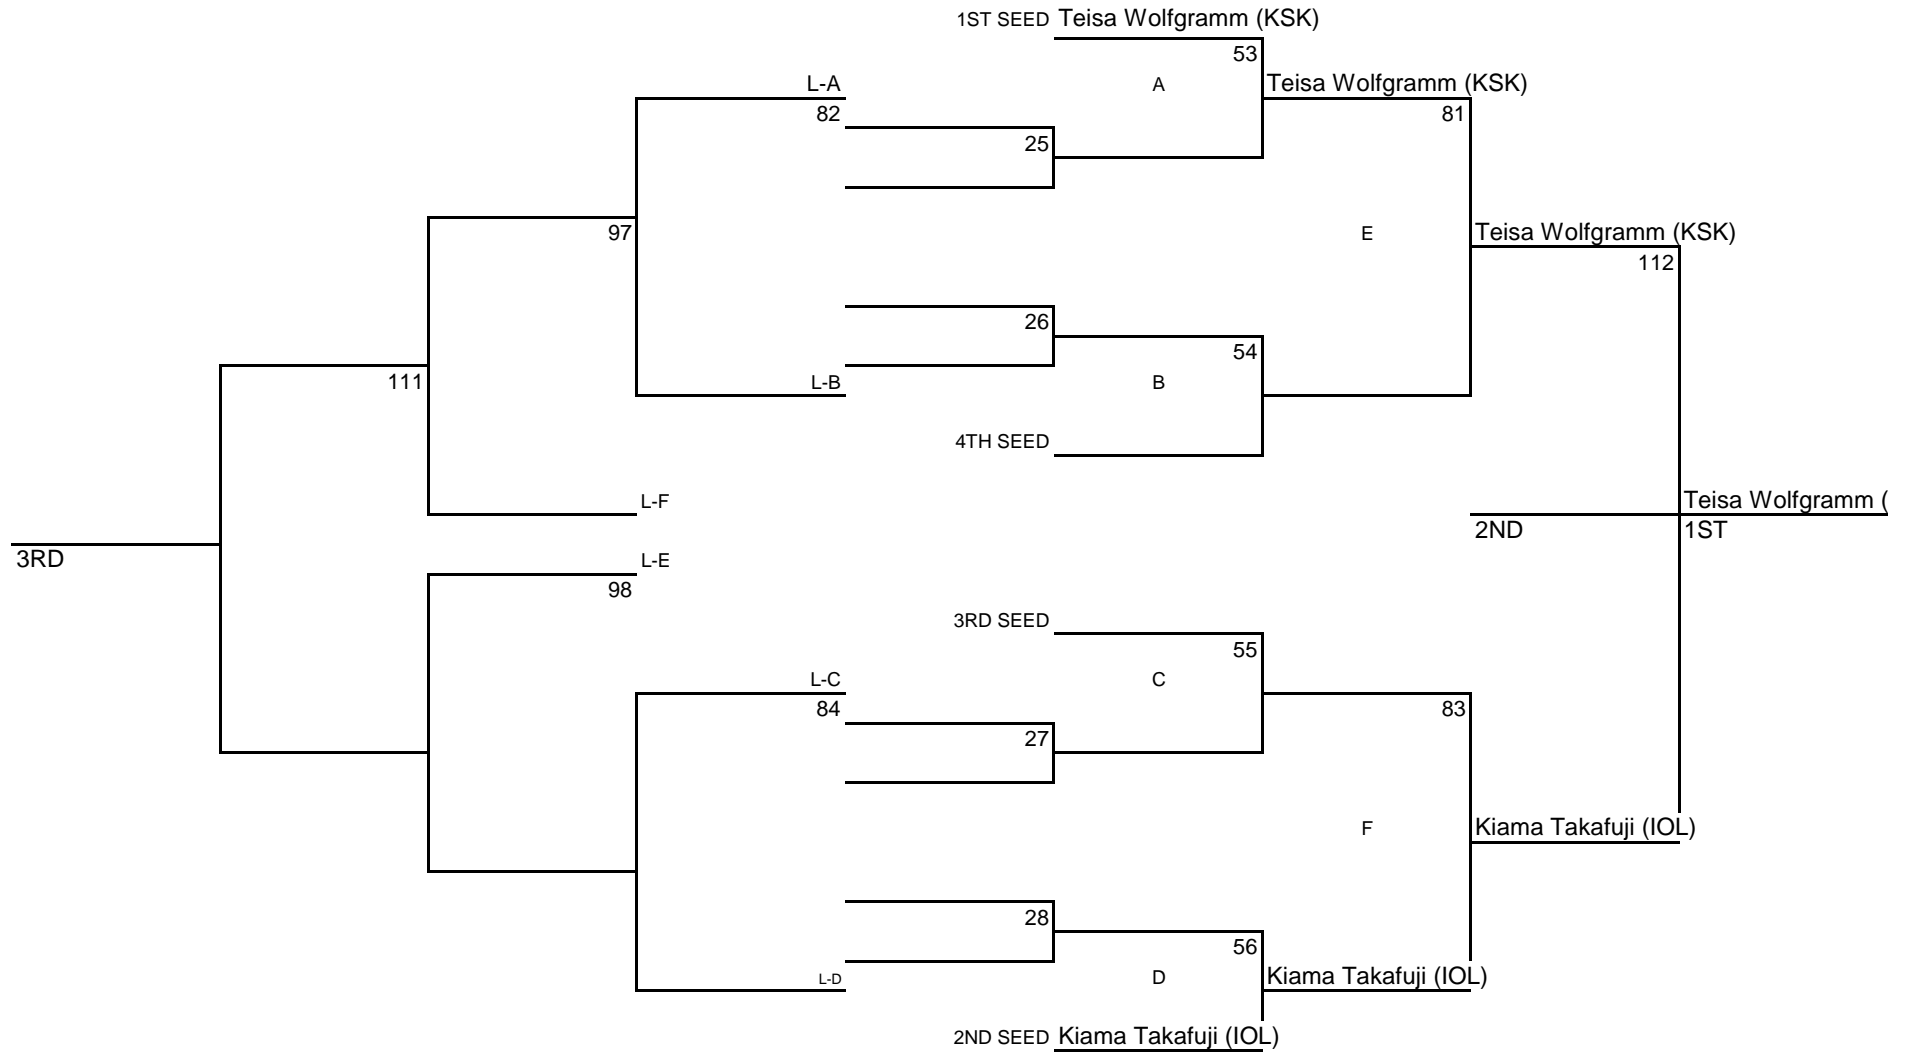 1ST SEED Teisa Wolfgramm (KSK)
53
L-A
A
Teisa Wolfgramm (KSK)
82
81
25
97
E
Teisa Wolfgramm (KSK)
112
26
54
111
L-B
B
4TH SEED
L-F
Teisa Wolfgramm (
2ND
1ST
3RD
L-E
98
3RD SEED
55
L-C
C
84
83
27
F
Kiama Takafuji (IOL)
28
56
L-D
D
Kiama Takafuji (IOL)
2ND SEED Kiama Takafuji (IOL)